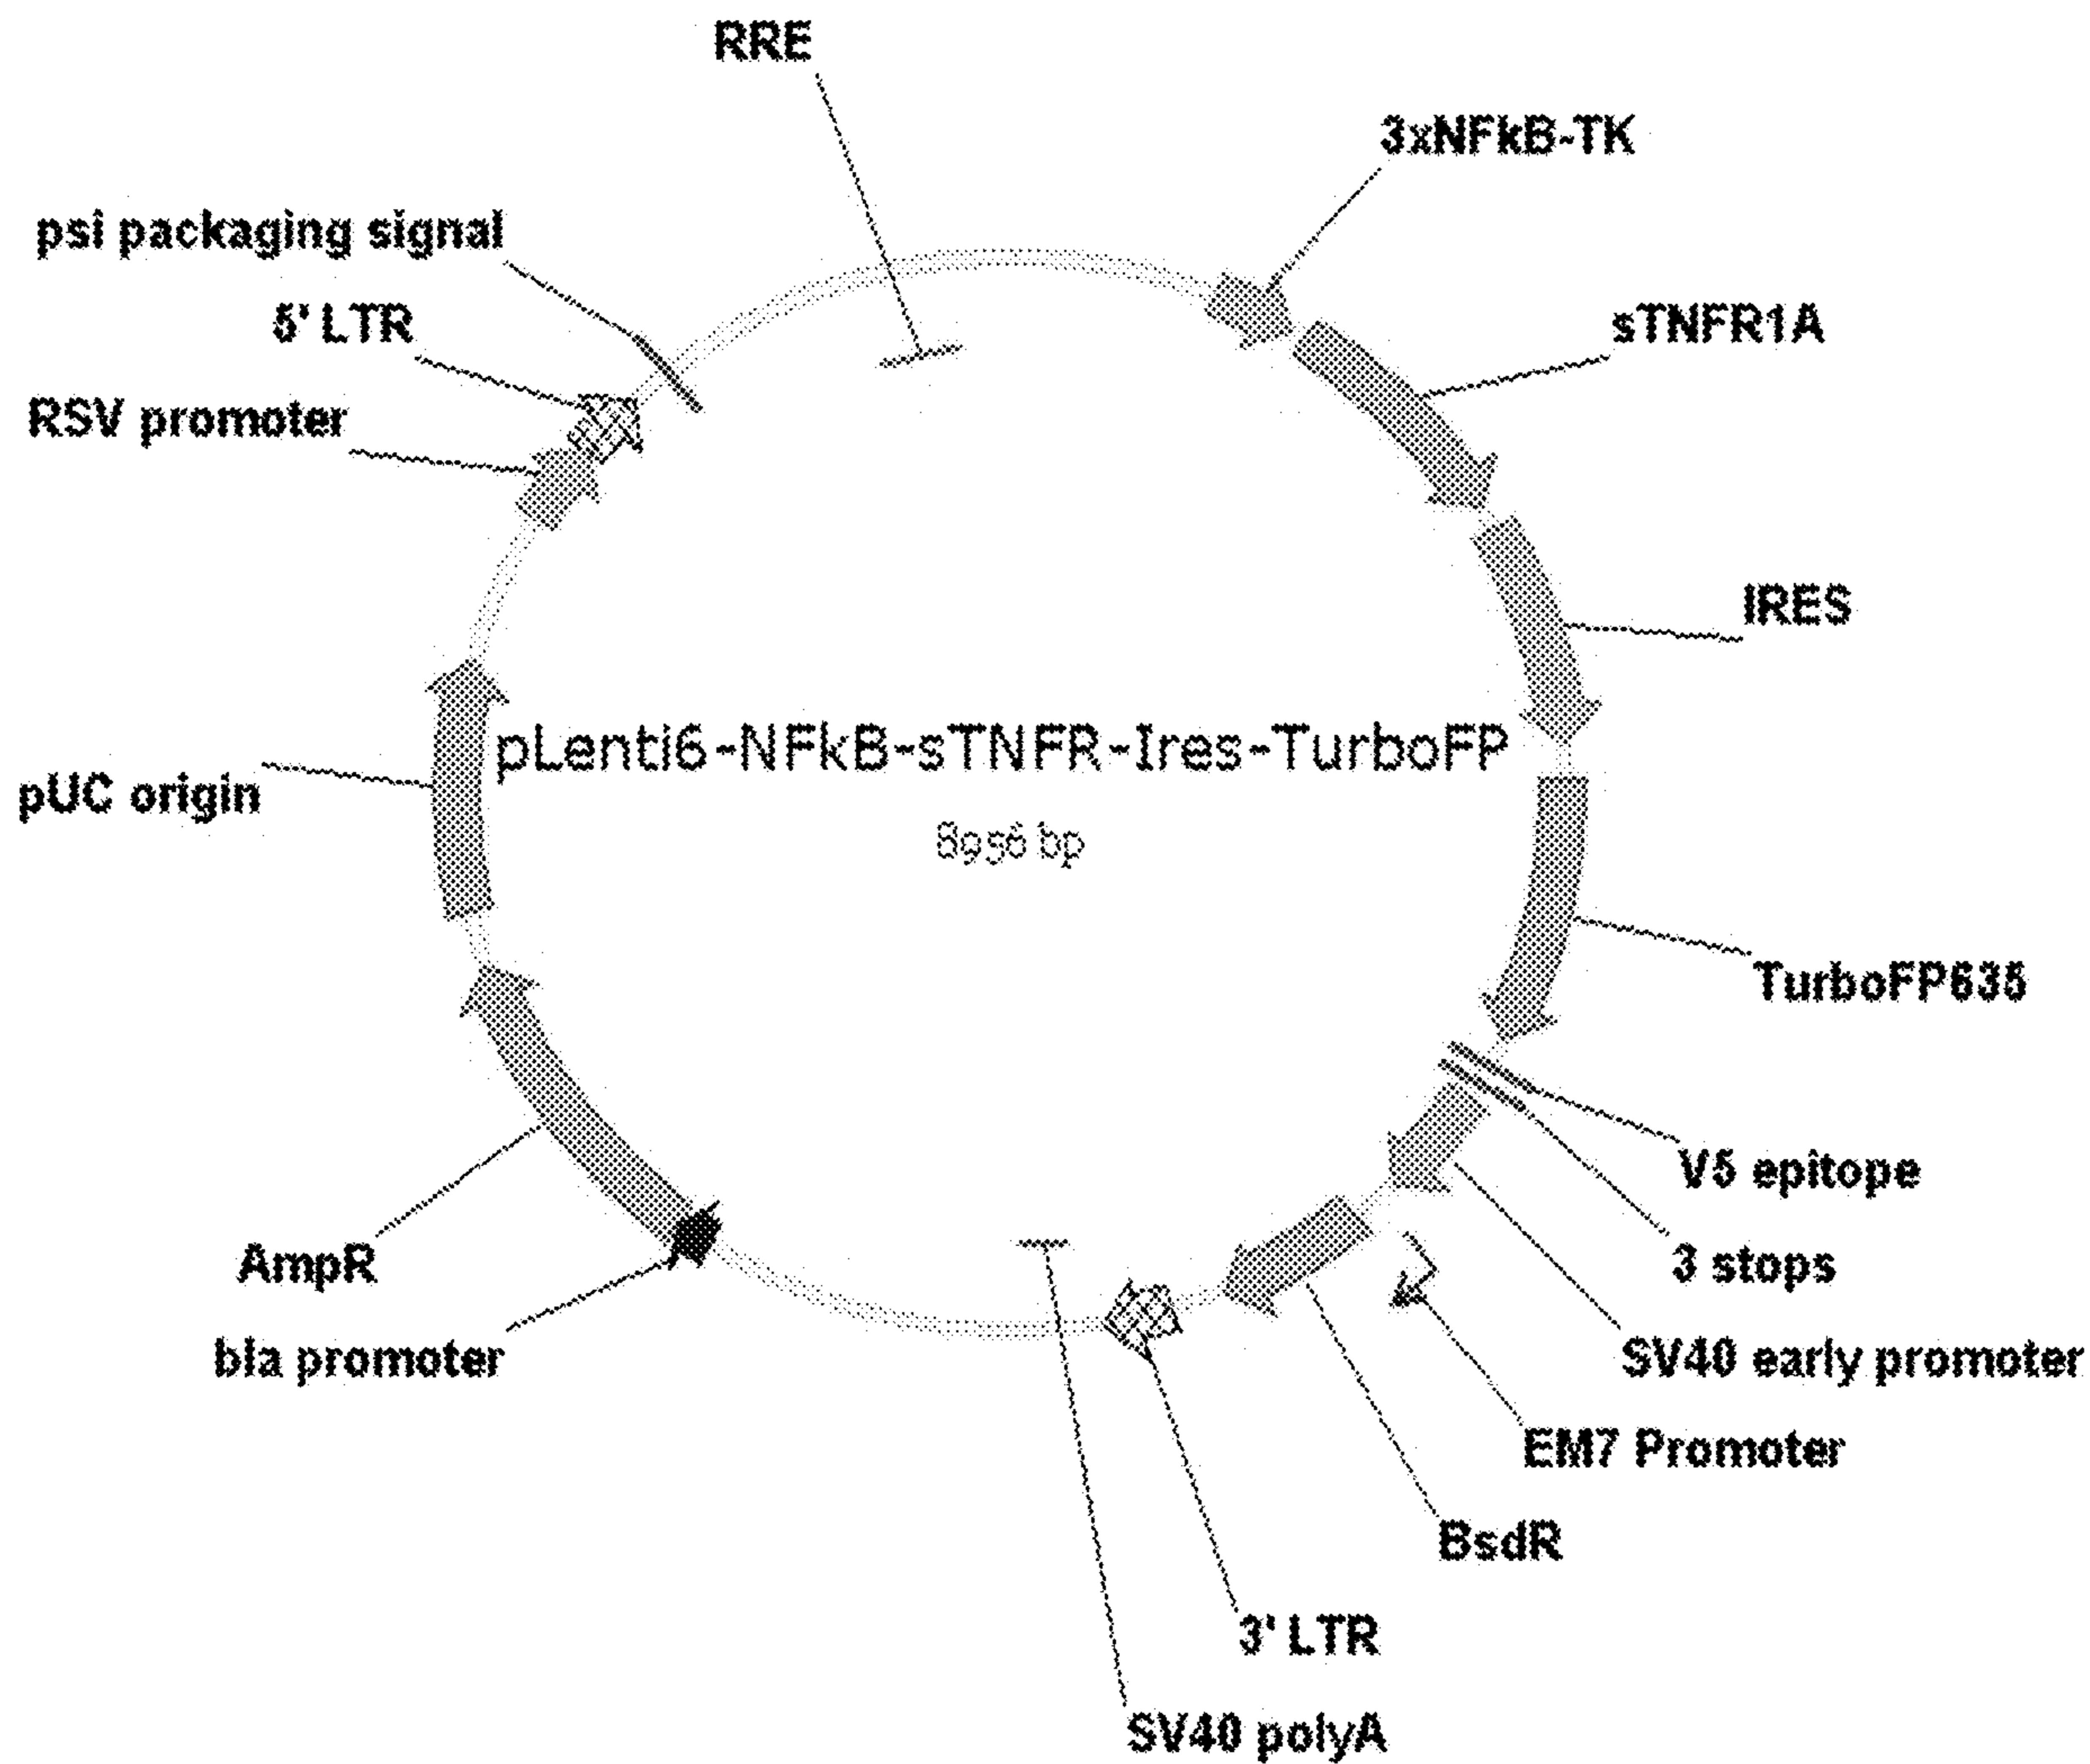 RRE
3xNFkB-TK
psi packaging signal
5' LTR
sTNFR1A
RSV promoter
IRES
pLenti6-NFkB-sTNFR-Ires-TurboFP
pUC origin
8956 bp
TurboFP635
V5 epitope
AmpR
3 stops
bla promoter
SV40 early promoter
EM7 Promoter
BsdR
3' LTR
SV40 polyA